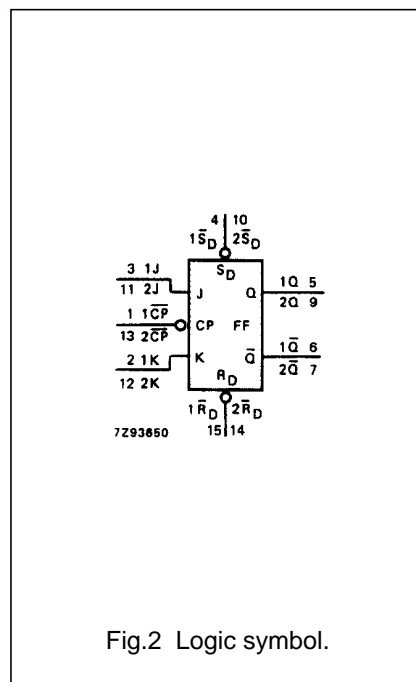 4 10
1S̅D 2S̅D
SD
3 1J
11 2J
J
Q
1Q 5
2Q 9
1 1C̅P̅
13 2C̅P̅
CP FF
2 1K
12 2K
K
Q̅
1Q̅ 6
2Q̅ 7
RD
1R̅D 2R̅D
15 14
7Z93650
Fig.2 Logic symbol.